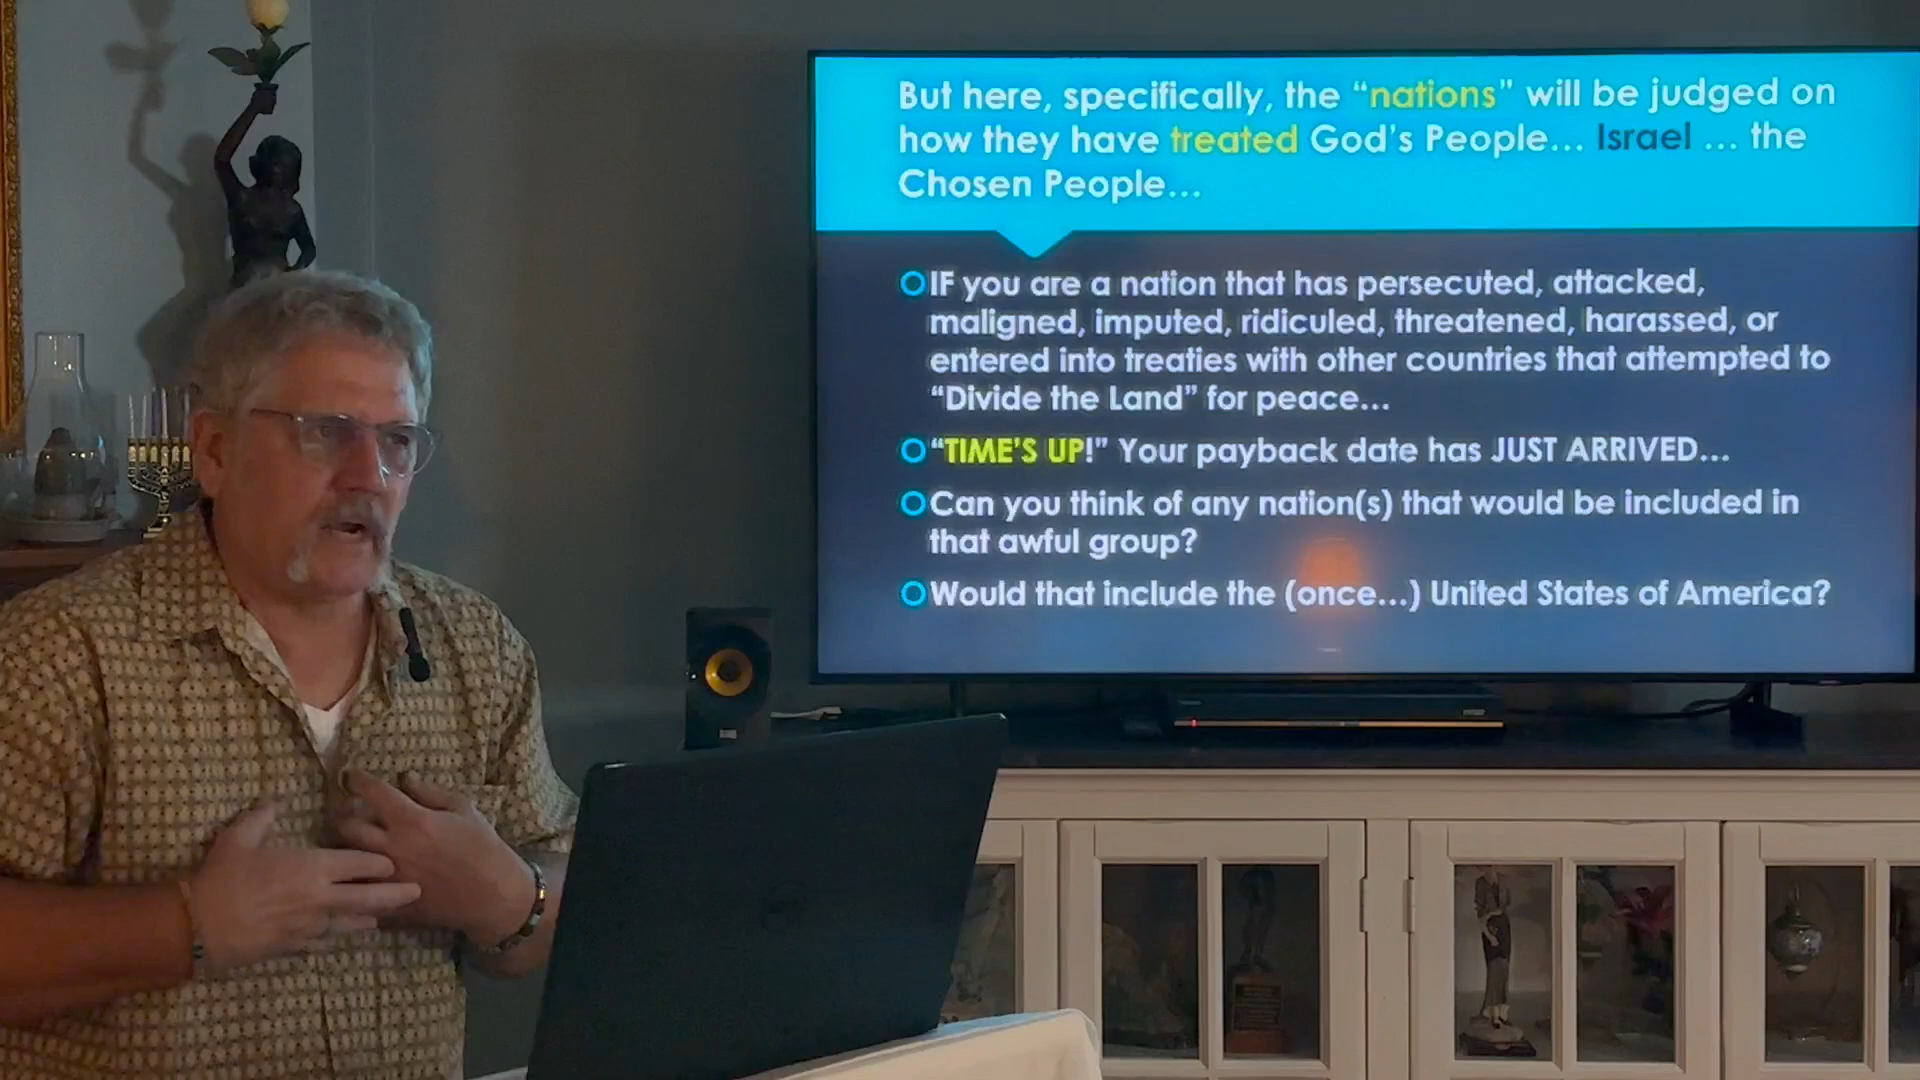 But here, specifically, the “nations” will be judged on
how they have treated God’s People… Israel … the
Chosen People…
IF you are a nation that has persecuted, attacked,
maligned, imputed, ridiculed, threatened, harassed, or
entered into treaties with other countries that attempted to
“Divide the Land” for peace…
“TIME’S UP!” Your payback date has JUST ARRIVED…
Can you think of any nation(s) that would be included in
that awful group?
Would that include the (once…) United States of America?